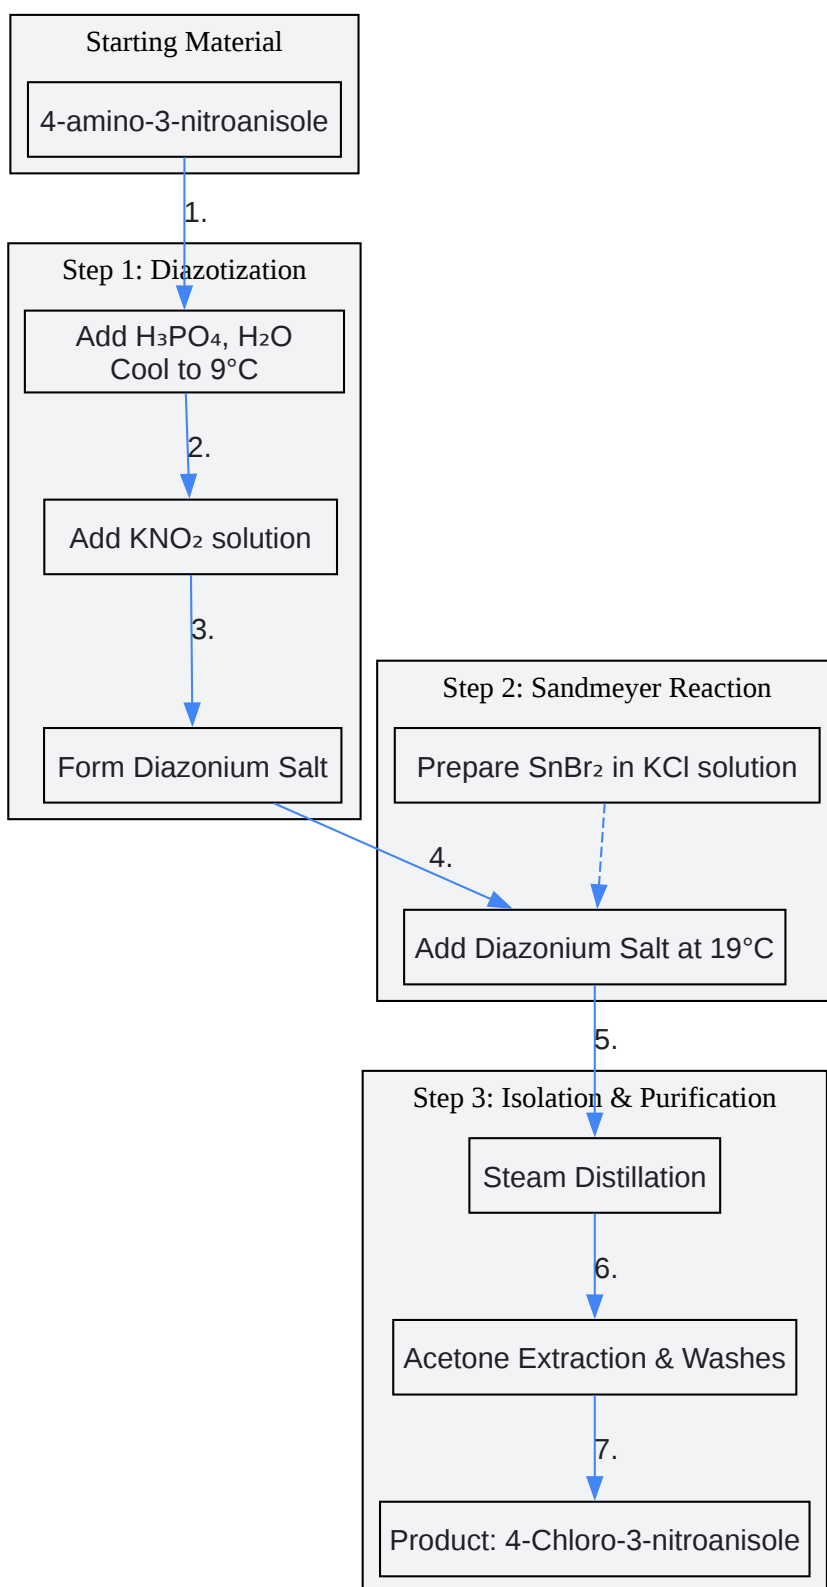 Starting Material
4-amino-3-nitroanisole
1.
Step 1: Diazotization
Add H₃PO₄, H₂O
Cool to 9°C
2.
Add KNO₂ solution
3.
Form Diazonium Salt
Step 2: Sandmeyer Reaction
Prepare SnBr₂ in KCl solution
4.
Add Diazonium Salt at 19°C
5.
Step 3: Isolation & Purification
Steam Distillation
6.
Acetone Extraction & Washes
7.
Product: 4-Chloro-3-nitroanisole